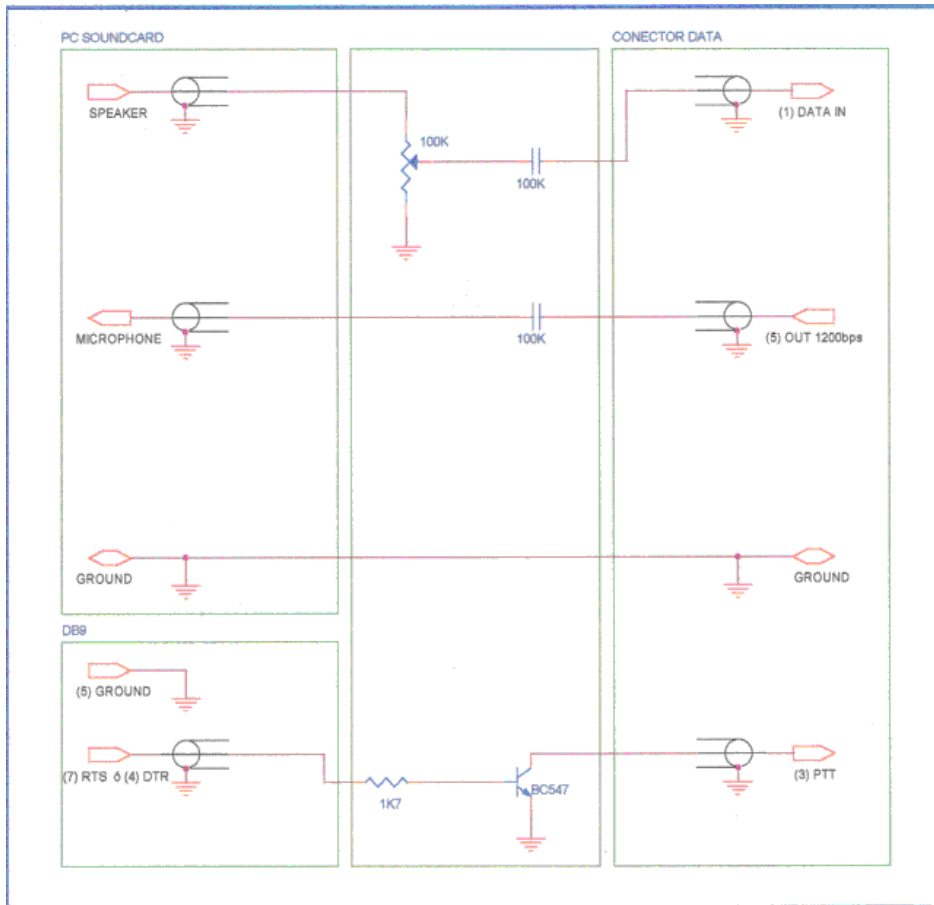 PC SOUNDCARD
CONECTOR DATA
SPEAKER
(1) DATA IN
100K
100K
MICROPHONE
(5) OUT 1200bps
100K
GROUND
GROUND
DB9
(5) GROUND
(7) RTS ó (4) DTR
(3) PTT
1K7
BC547